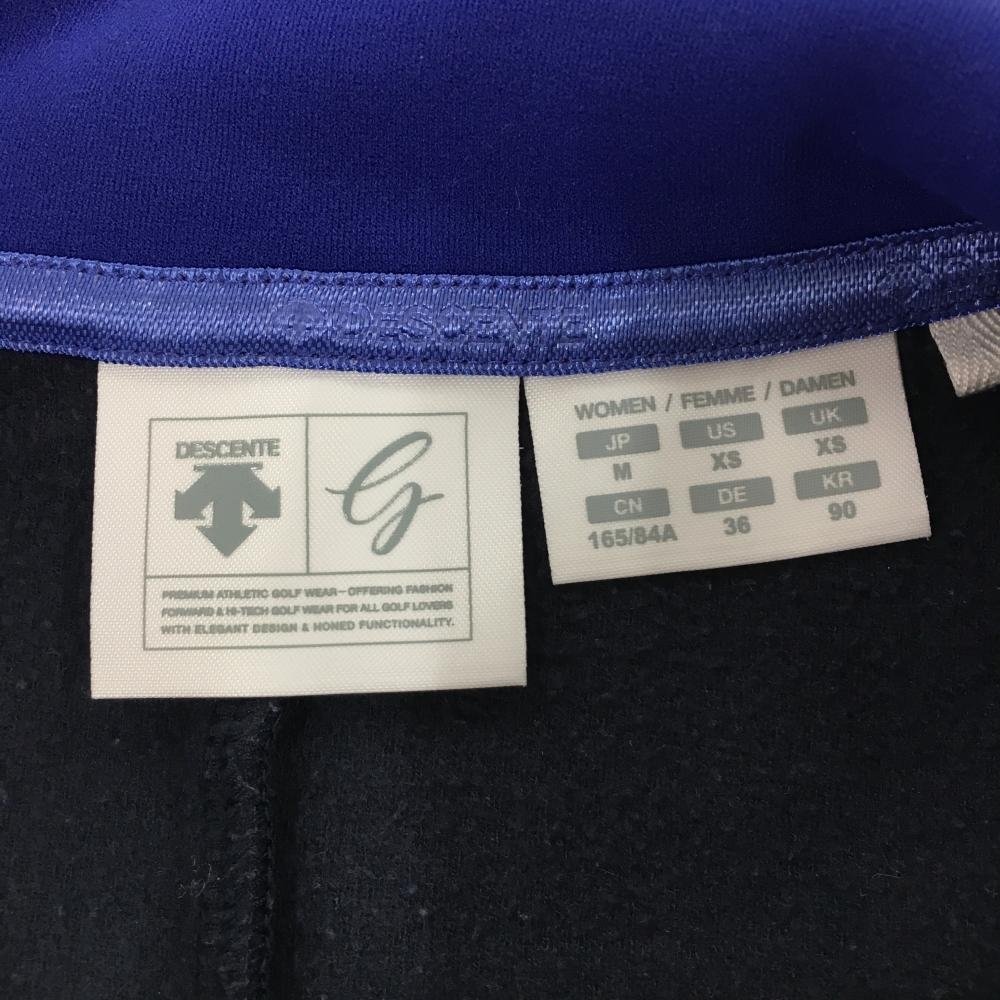 DESCENTE
DESCENTE
G
PREMIUM ATHLETIC GOLF WEAR—OFFERING FASHION
FORWARD & HI-TECH GOLF WEAR FOR ALL GOLF LOVERS
WITH ELEGANT DESIGN & HONED FUNCTIONALITY.
WOMEN / FEMME / DAMEN
JP US UK
M XS XS
CN DE KR
165/84A 36 90